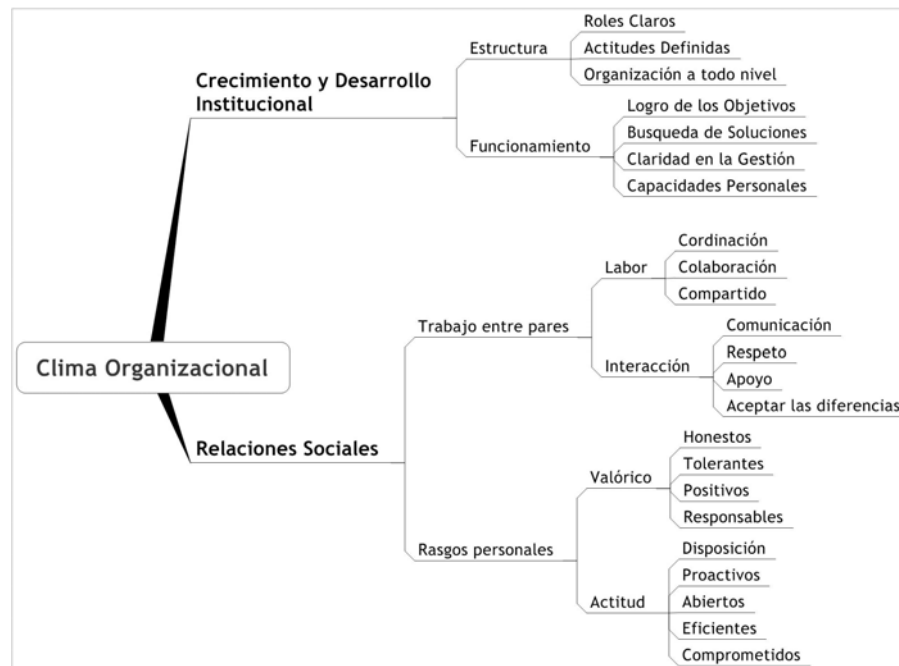 Roles Claros
Estructura
Actitudes Definidas
Organización a todo nivel
Crecimiento y Desarrollo
Institucional
Logro de los Objetivos
Busqueda de Soluciones
Funcionamiento
Claridad en la Gestión
Capacidades Personales
Cordinación
Labor
Colaboración
Compartido
Trabajo entre pares
Comunicación
Respeto
Interacción
Apoyo
Aceptar las diferencias
Clima Organizacional
Relaciones Sociales
Honestos
Tolerantes
Valórico
Positivos
Responsables
Rasgos personales
Disposición
Proactivos
Actitud
Abiertos
Eficientes
Comprometidos